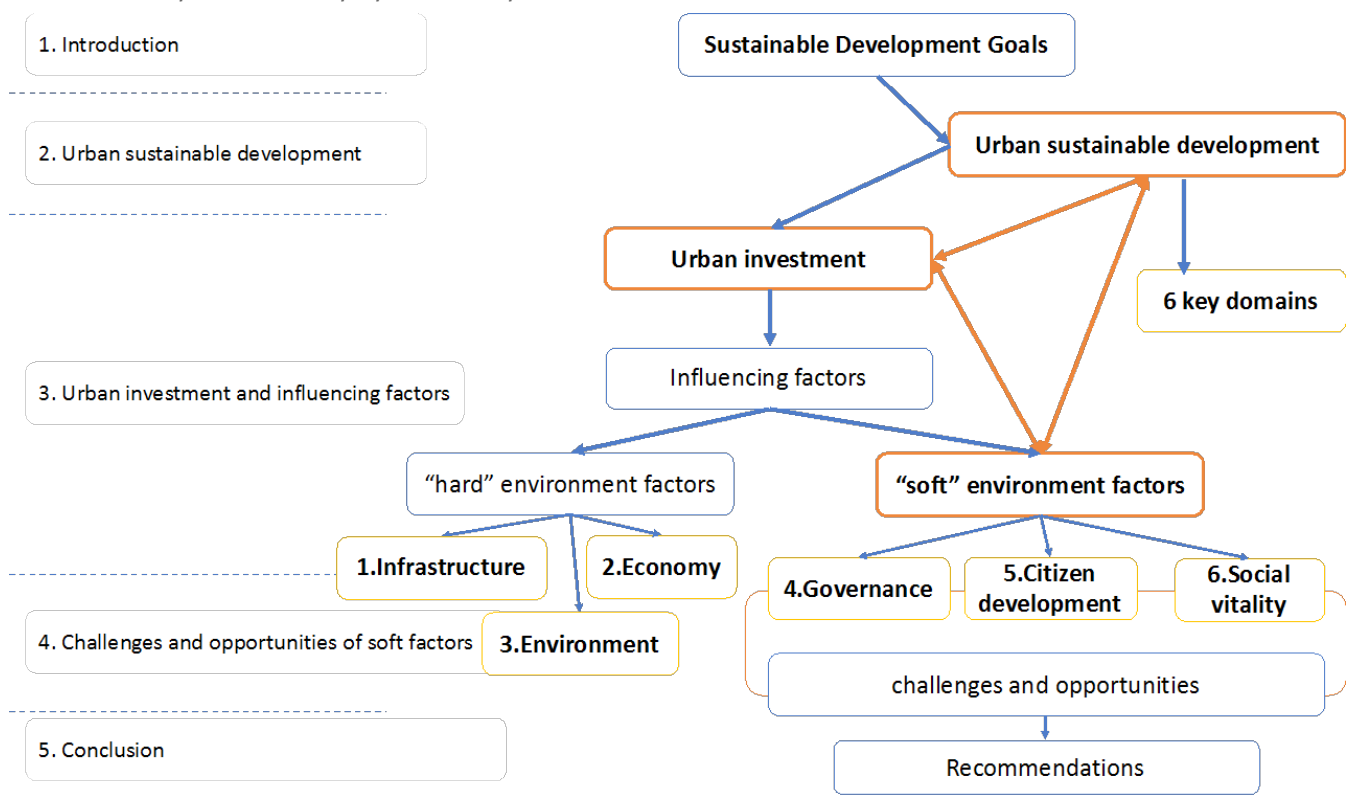 1. Introduction
Sustainable Development Goals
2. Urban sustainable development
Urban sustainable development
Urban investment
6 key domains
3. Urban investment and influencing factors
Influencing factors
“hard” environment factors
“soft” environment factors
1.Infrastructure
2.Economy
3.Environment
4.Governance
5.Citizen
development
6.Social
vitality
4. Challenges and opportunities of soft factors
challenges and opportunities
5. Conclusion
Recommendations